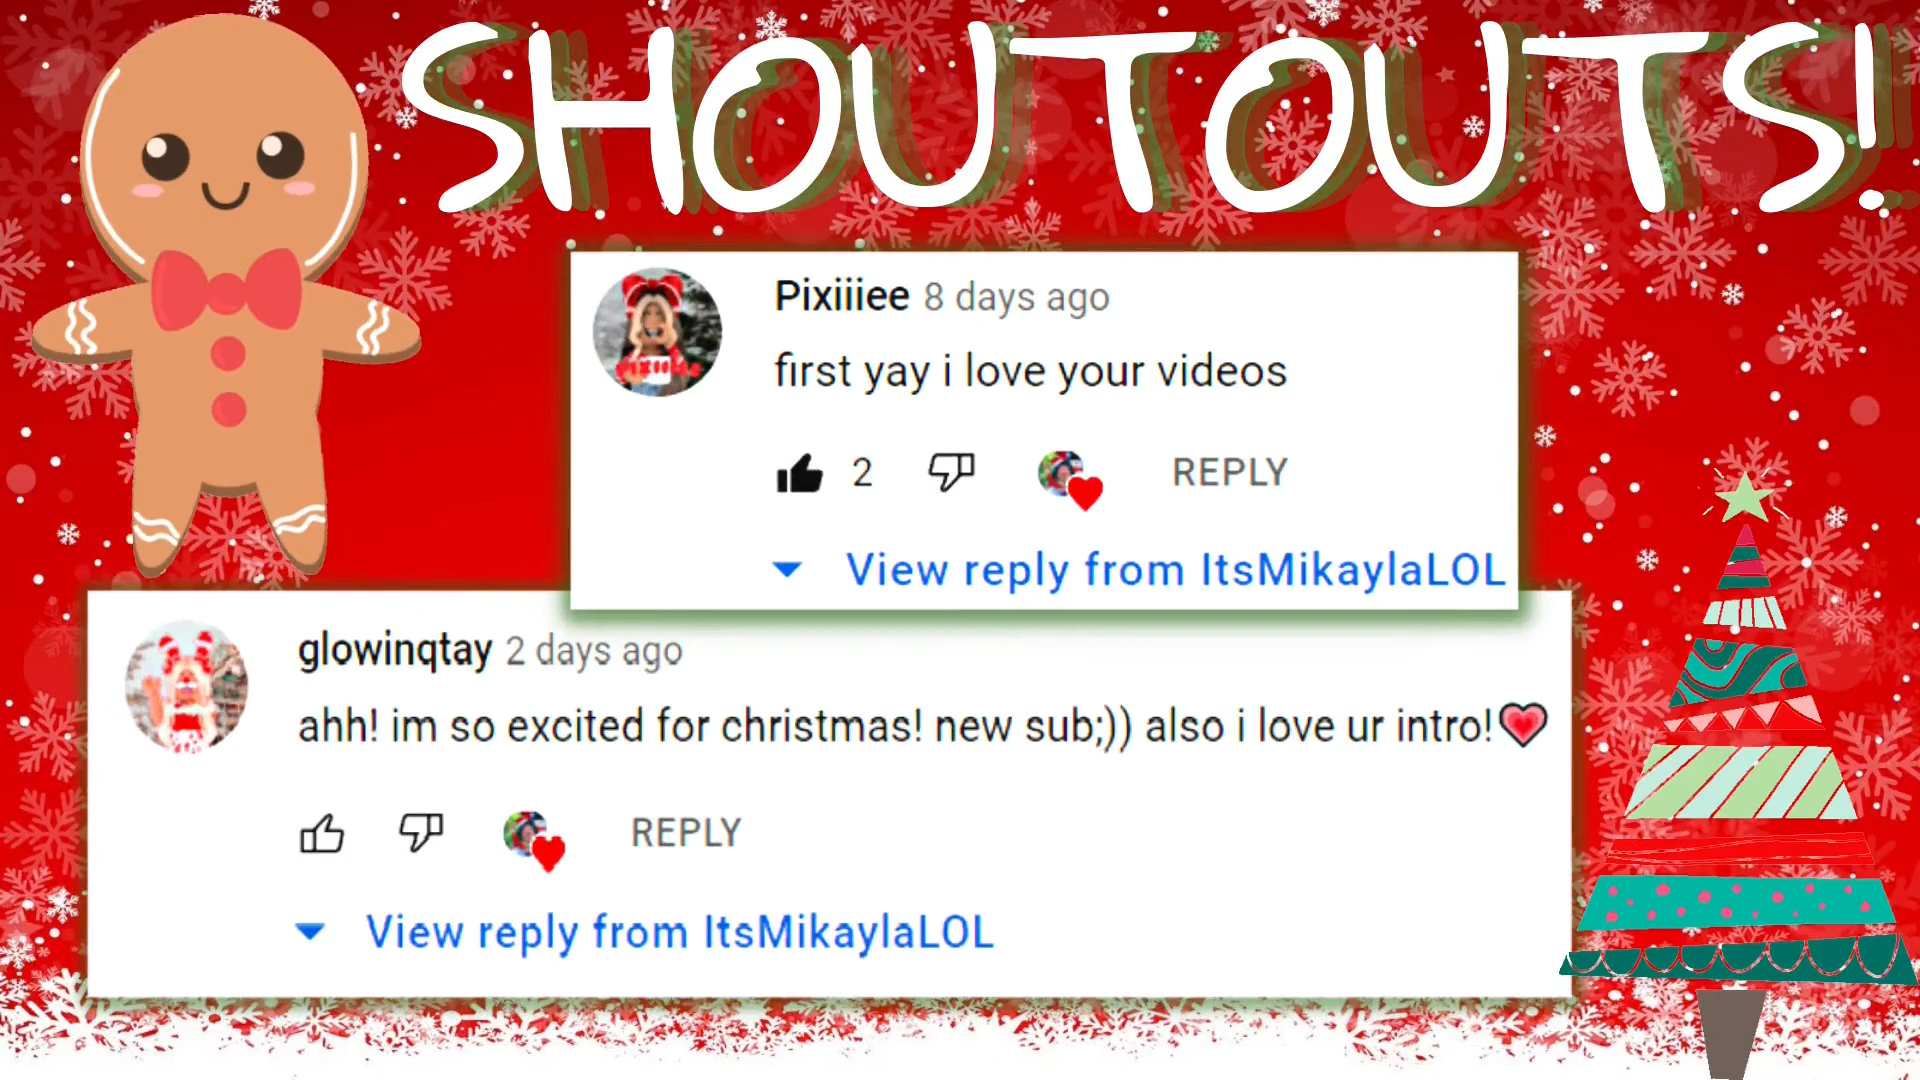 SHOUTOUTS!
Pixiiiee 8 days ago
first yay i love your videos
2 REPLY
View reply from ItsMikaylaLOL
glowinqtay 2 days ago
ahh! im so excited for christmas! new sub;)) also i love ur intro!💗
REPLY
View reply from ItsMikaylaLOL